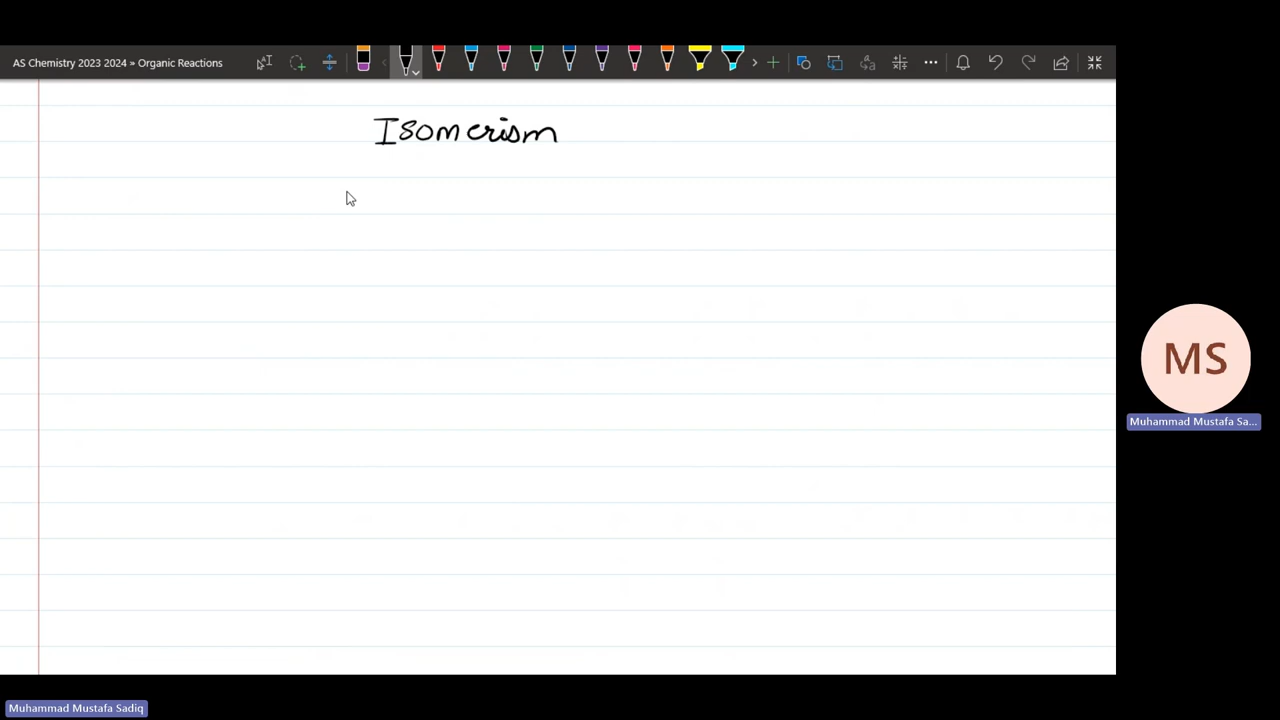 AS Chemistry 2023 2024 » Organic Reactions
Isomerism
MS
Muhammad Mustafa Sa...
Muhammad Mustafa Sadiq